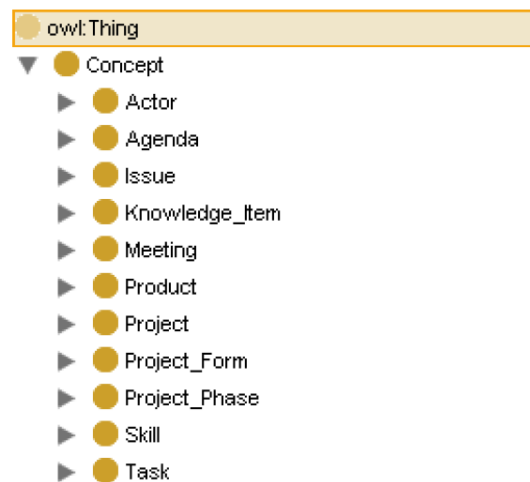 owl:Thing
Concept
Actor
Agenda
Issue
Knowledge_Item
Meeting
Product
Project
Project_Form
Project_Phase
Skill
Task